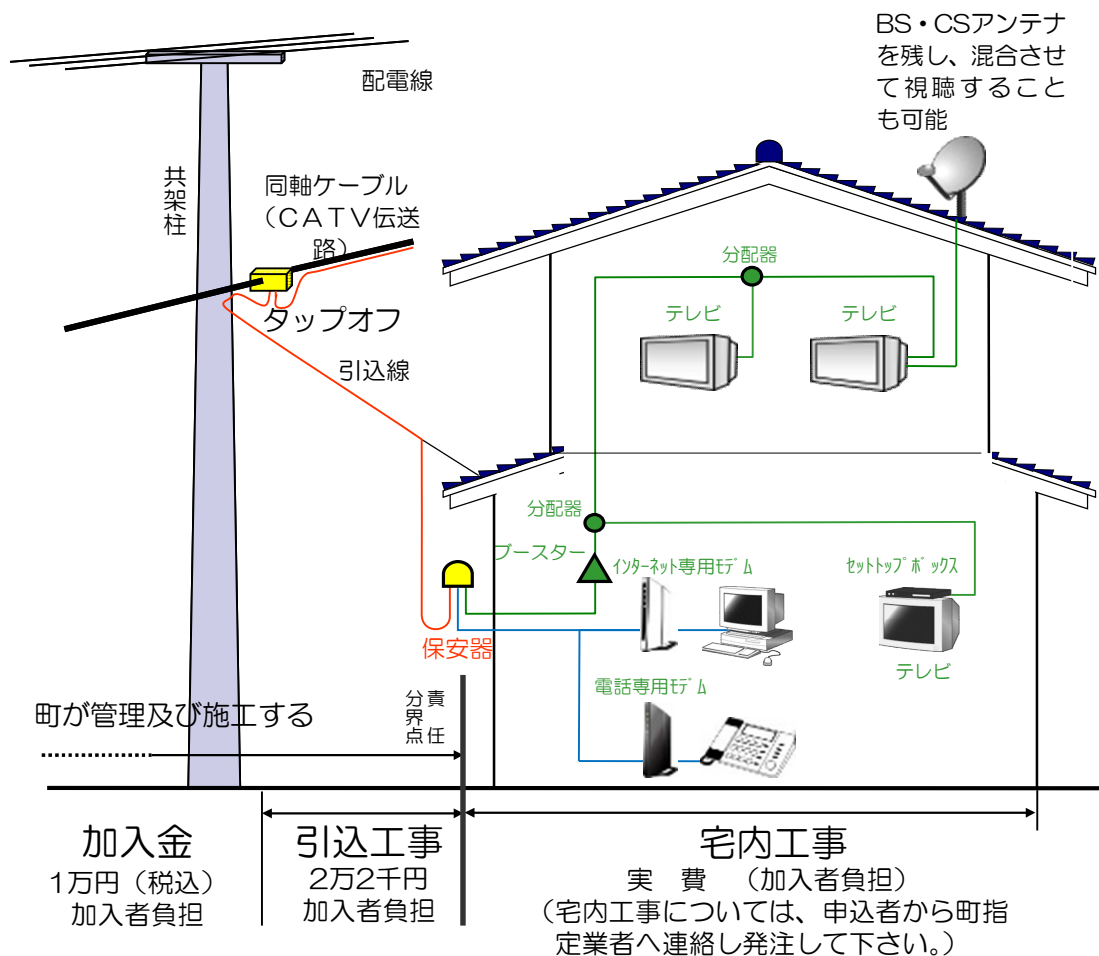 BS・CSアンテナ
を残し、混合させ
て視聴すること
も可能
配電線
共架柱
同軸ケーブル
（CATV伝送
路）
タップオフ
引込線
分配器
テレビ
テレビ
分配器
ブースター
ｲﾝﾀｰﾈｯﾄ専用ﾓﾃﾞﾑ
ｾｯﾄﾄｯﾌﾟﾎﾞｯｸｽ
保安器
テレビ
電話専用ﾓﾃﾞﾑ
町が管理及び施工する
責任
分界点
加入金
1万円（税込）
加入者負担
引込工事
2万2千円
加入者負担
宅内工事
実　費　（加入者負担）
（宅内工事については、申込者から町指
定業者へ連絡し発注して下さい。）